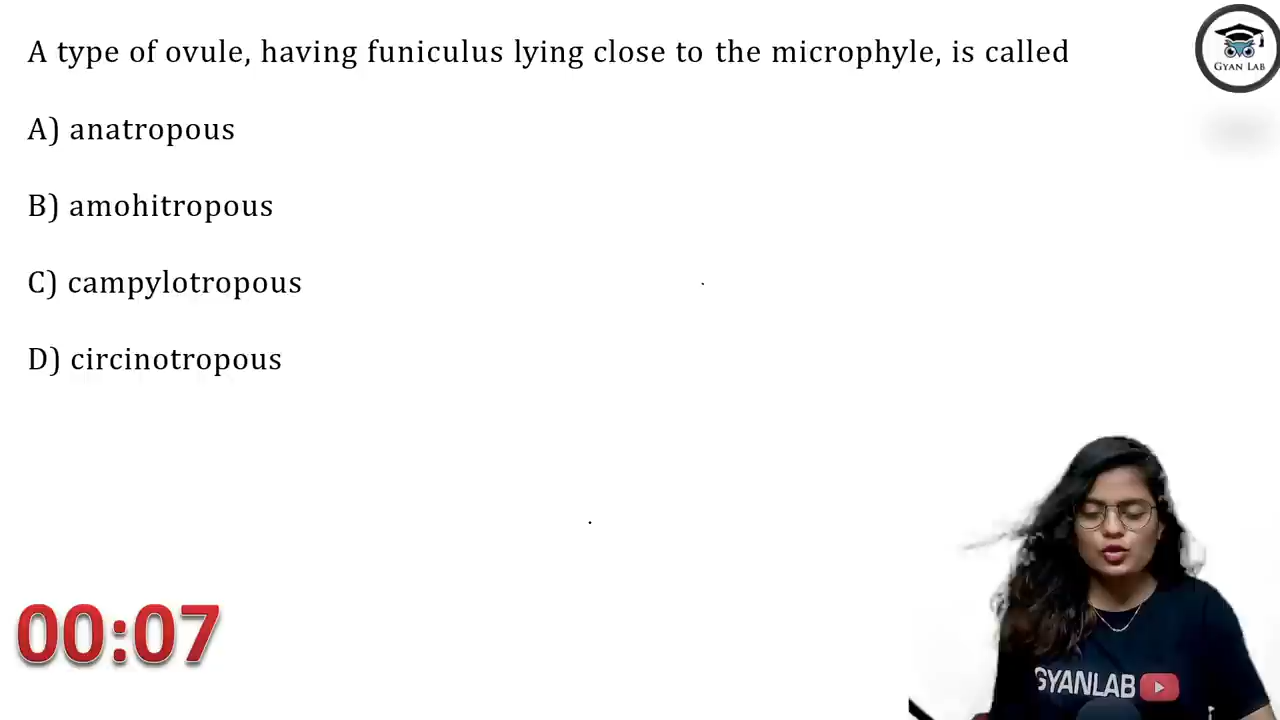 A type of ovule, having funiculus lying close to the microphyle, is called
A) anatropous
B) amohitropous
C) campylotropous
D) circinotropous
GYAN LAB
00:07
GYANLAB